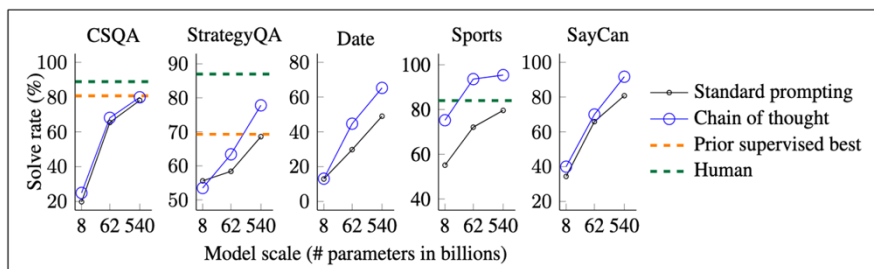 CSQA StrategyQA Date Sports SayCan
Solve rate (%)
100
80
60
40
20
8 62 540
90
80
70
60
50
8 62 540
80
60
40
20
0
8 62 540
100
80
60
40
8 62 540
100
80
60
40
20
8 62 540
Model scale (# parameters in billions)
Standard prompting
Chain of thought
Prior supervised best
Human